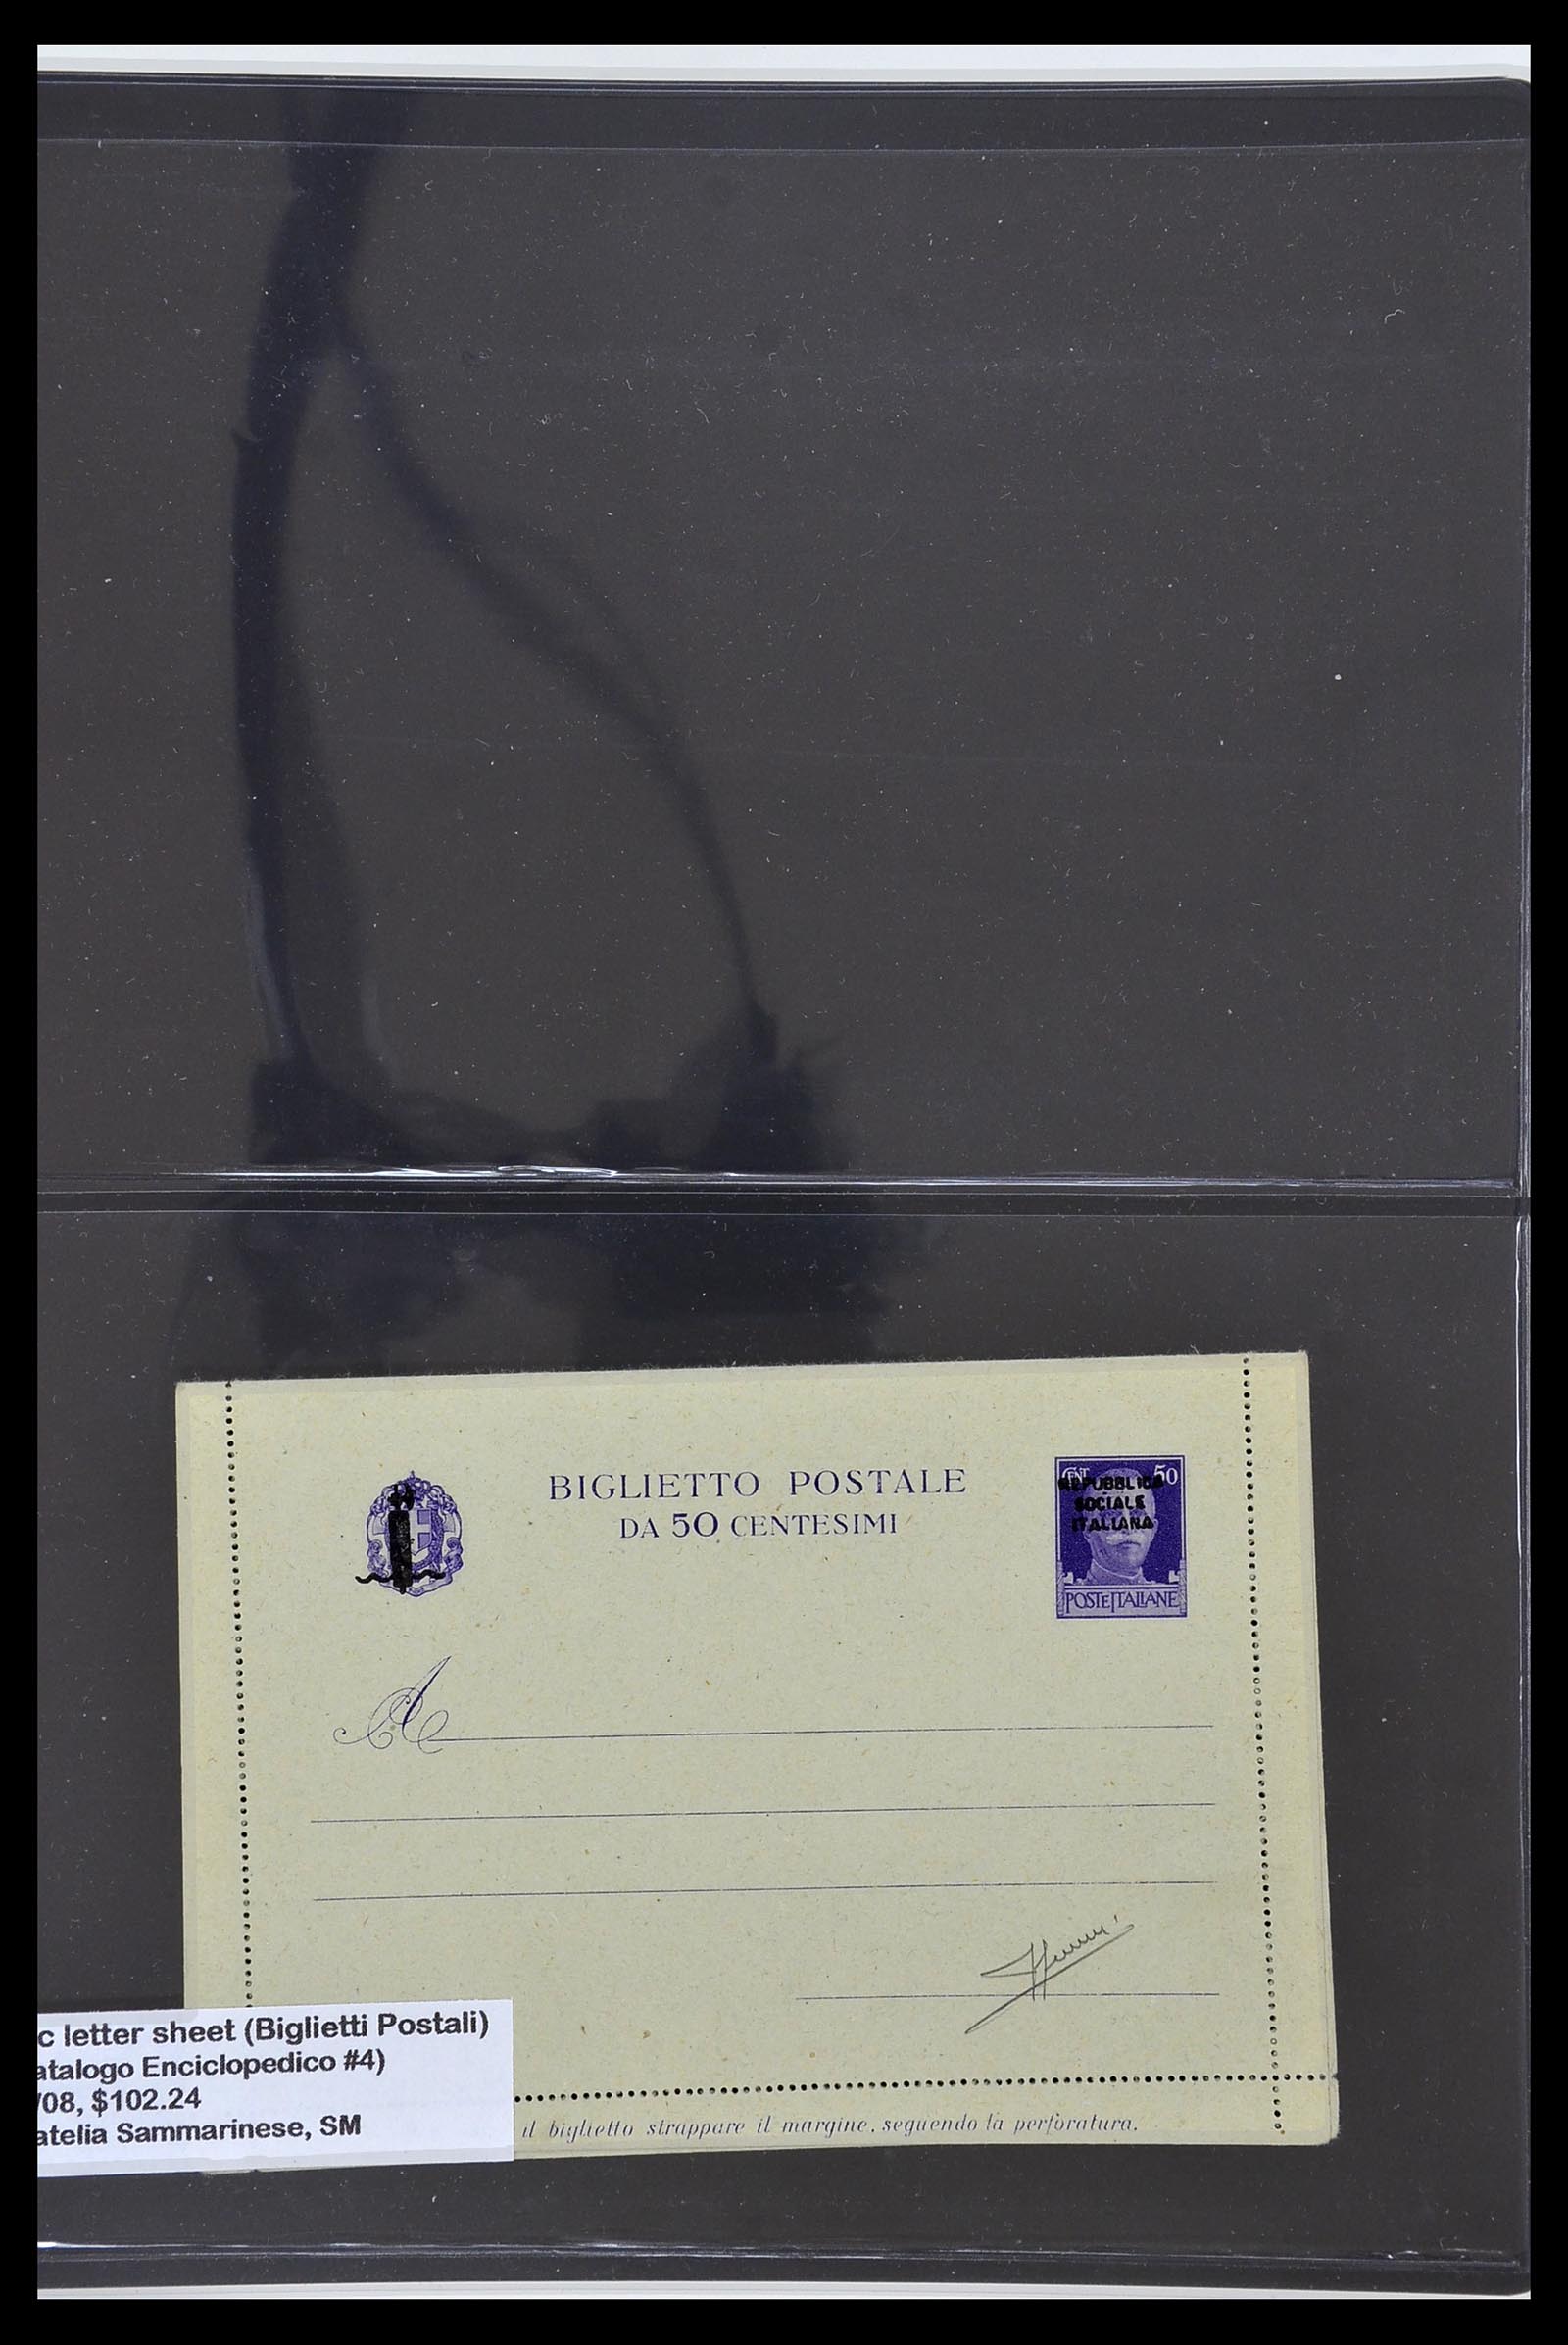 BIGLIETTO POSTALE
DA 50 CENTESIMI
CENT. 50
REPUBBLICA
SOCIALE
ITALIANA
POSTE ITALIANE
A
c letter sheet (Biglietti Postali)
atalogo Enciclopedico #4)
/08, $102.24
atelia Sammarinese, SM
il biglietto strappare il margine, seguendo la perforatura.